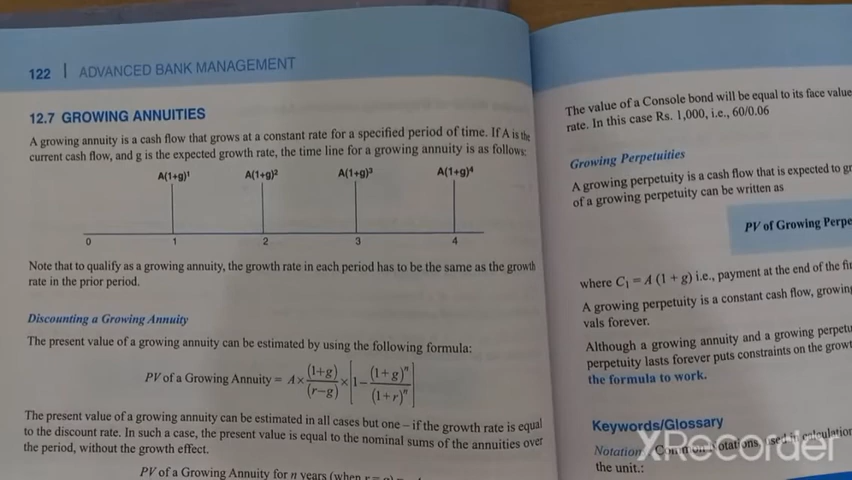 122 | ADVANCED BANK MANAGEMENT
12.7 GROWING ANNUITIES
A growing annuity is a cash flow that grows at a constant rate for a specified period of time. If A is the
current cash flow, and g is the expected growth rate, the time line for a growing annuity is as follows:
A(1+g)¹ A(1+g)² A(1+g)³ A(1+g)⁴
0 1 2 3 4
Note that to qualify as a growing annuity, the growth rate in each period has to be the same as the growth
rate in the prior period.
Discounting a Growing Annuity
The present value of a growing annuity can be estimated by using the following formula:
PV of a Growing Annuity = A × (1+g)/(r−g) × [1 − (1+g)ⁿ/(1+r)ⁿ]
The present value of a growing annuity can be estimated in all cases but one – if the growth rate is equal
to the discount rate. In such a case, the present value is equal to the nominal sums of the annuities over
the period, without the growth effect.
PV of a Growing Annuity for n years (when r = g)
The value of a Console bond will be equal to its face value
rate. In this case Rs. 1,000, i.e., 60/0.06
Growing Perpetuities
A growing perpetuity is a cash flow that is expected to
of a growing perpetuity can be written as
PV of Growing
where C₁ = A (1 + g) i.e., payment at the end of the
A growing perpetuity is a constant cash flow, growing
vals forever.
Although a growing annuity and a growing
perpetuity lasts forever puts constraints on the
the formula to work.
Keywords/Glossary
Notation Common Notations, used in
the unit.:
XRecorder